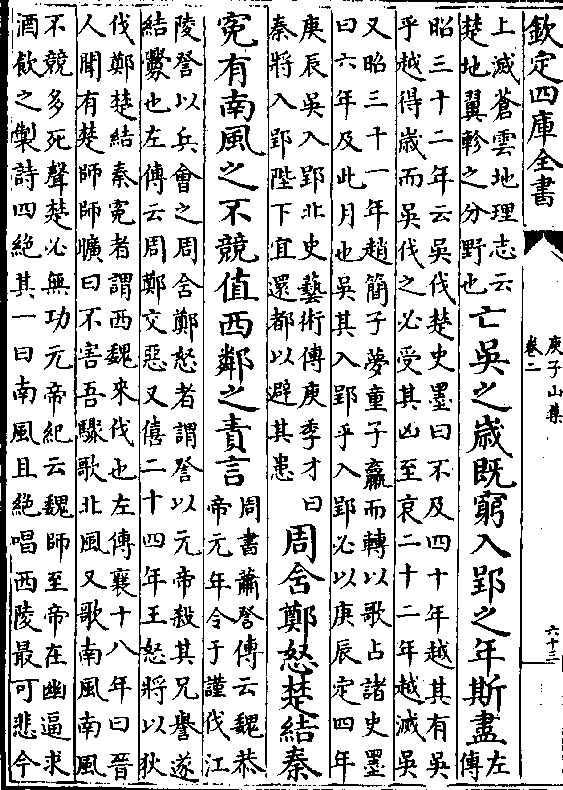 欽定四庫全書
庚子山集
卷二
六十三
上滅蒼雲地理志云
楚地翼軫之分野也
亡吳之歲既窮入郢之年斯盡
左
傳
昭三十二年云吳伐楚史墨曰不及四十年越其有吳
乎越得歲而吳伐之必受其凶至哀二十二年越滅吳
又昭三十一年趙簡子夢童子臝而轉以歌占諸史墨
曰六年及此月也吳其入郢乎入郢必以庚辰定四年
庚辰吳入郢北史藝術傳庚季才曰
秦將入郢陛下宜還都以避其患
周含鄭怒楚結秦
冤有南風之不競值西鄰之責言
周書蕭詧傳云魏恭
帝元年令于謹伐江
陵詧以兵會之周含鄭怒者謂詧以元帝殺其兄譽遂
結釁也左傳云周鄭交惡又僖二十四年王怒將以狄
伐鄭楚結秦冤者謂西魏來伐也左傳襄十八年曰晉
人聞有楚師師曠曰不害吾驟歌北風又歌南風南風
不競多死聲楚必無功元帝紀云魏師至帝在幽逼求
酒飲之製詩四絕其一曰南風且絕唱西陵最可悲今